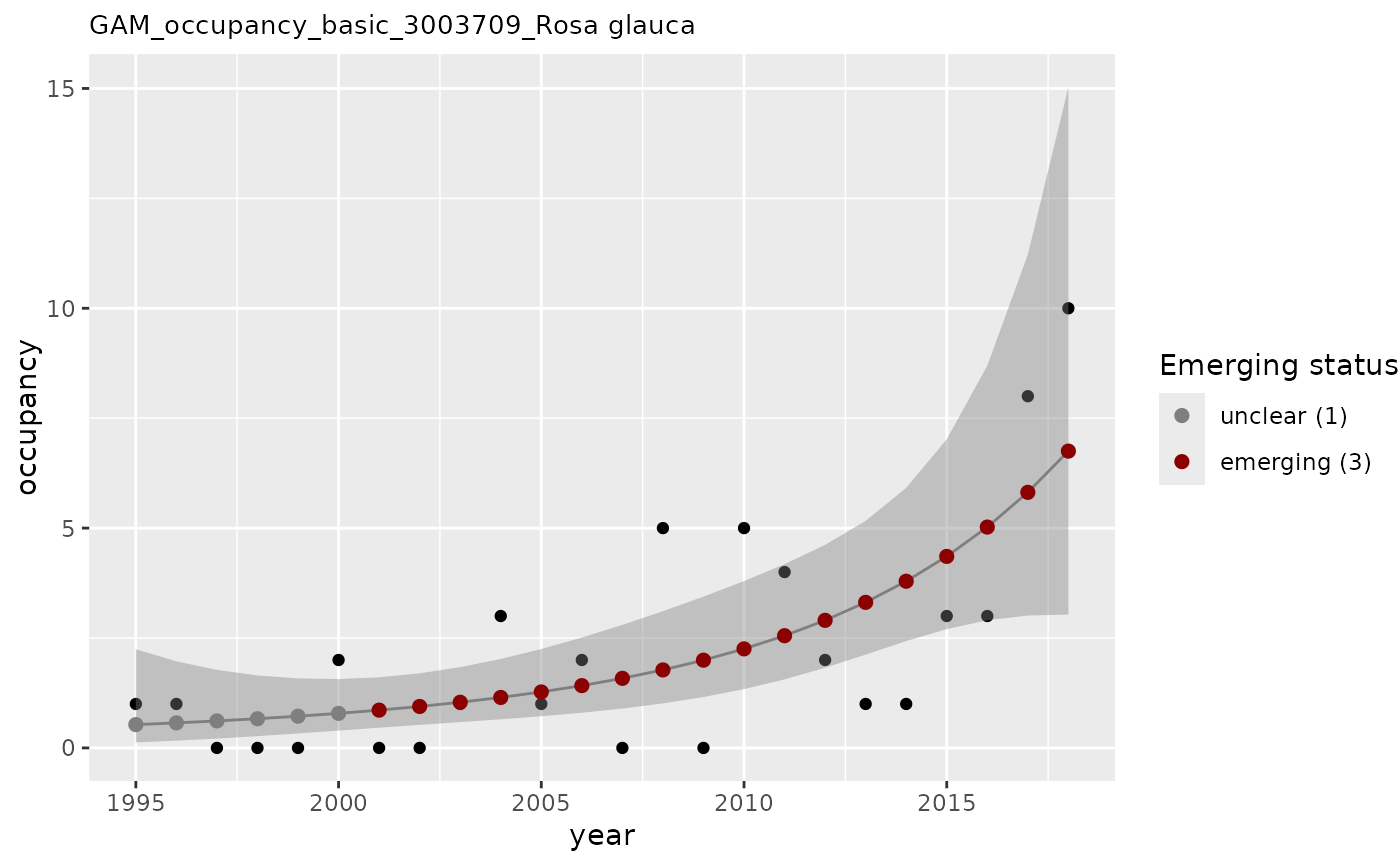 GAM_occupancy_basic_3003709_Rosa glauca
15
10
5
0
occupancy
1995
2000
2005
2010
2015
year
Emerging status
unclear (1)
emerging (3)